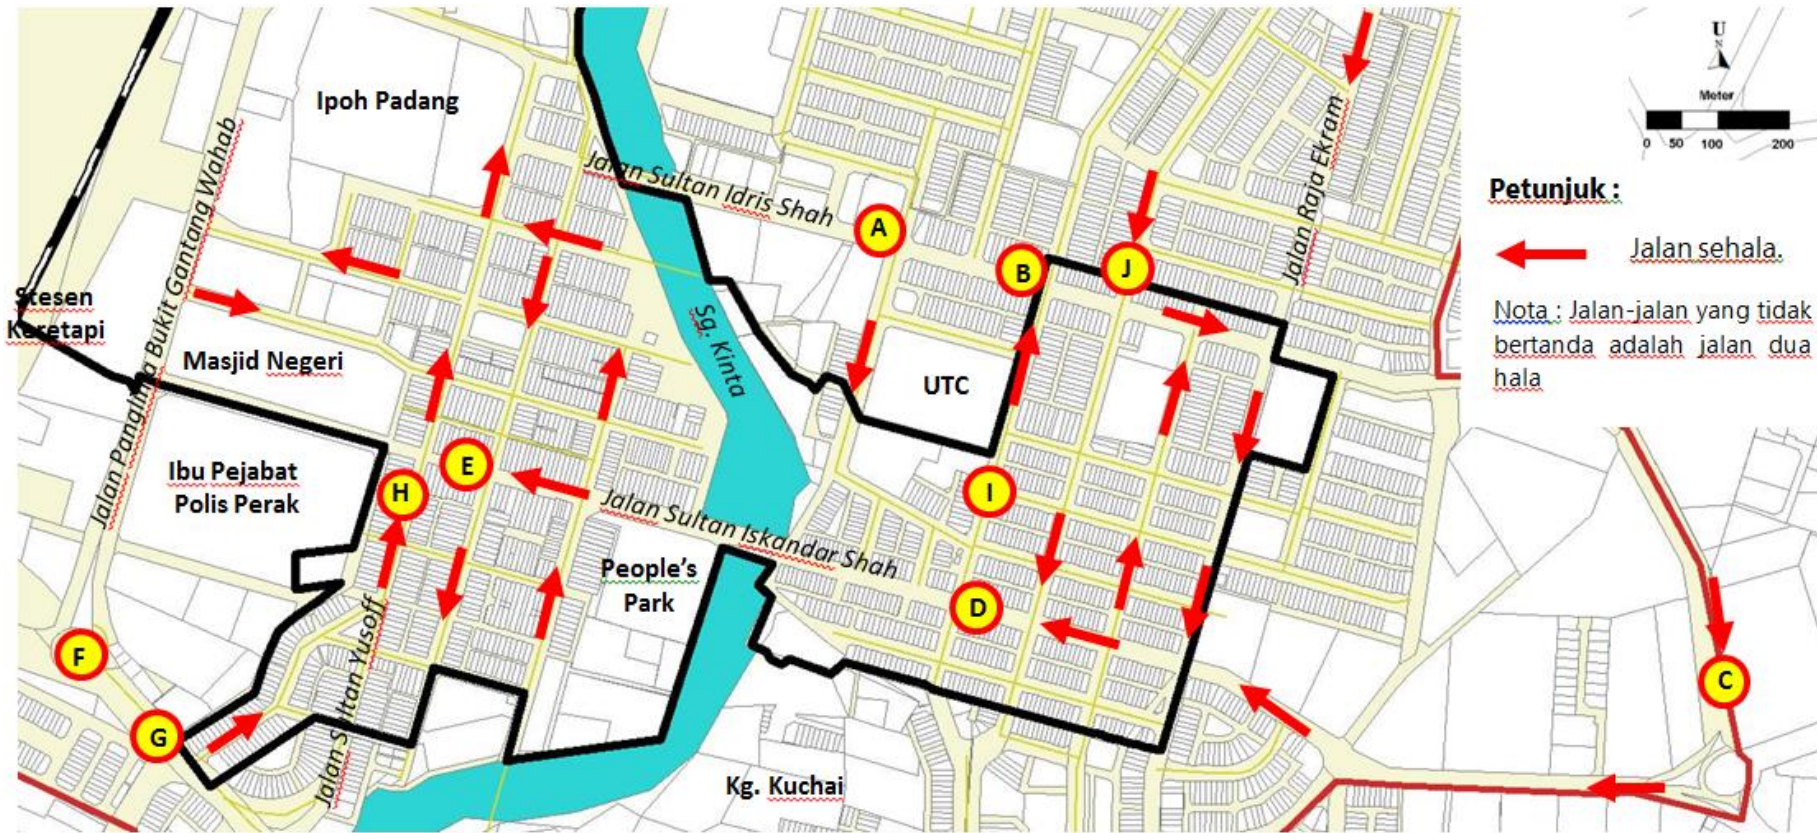 Ipoh Padang
Jalan Sultan Idris Shah
Jalan Raja Ekram
Jalan Panglima Bukit Gantang Wahab
A
B
J
Stesen
Keretapi
Masjid Negeri
Sg. Kinta
UTC
Ibu Pejabat
Polis Perak
H
E
I
Jalan Sultan Iskandar Shah
People's
Park
D
Jalan Sultan Yusoff
F
G
C
Kg. Kuchai
U
N
Meter
0 50 100 200
Petunjuk :
Jalan sehala.
Nota : Jalan-jalan yang tidak
bertanda adalah jalan dua
hala